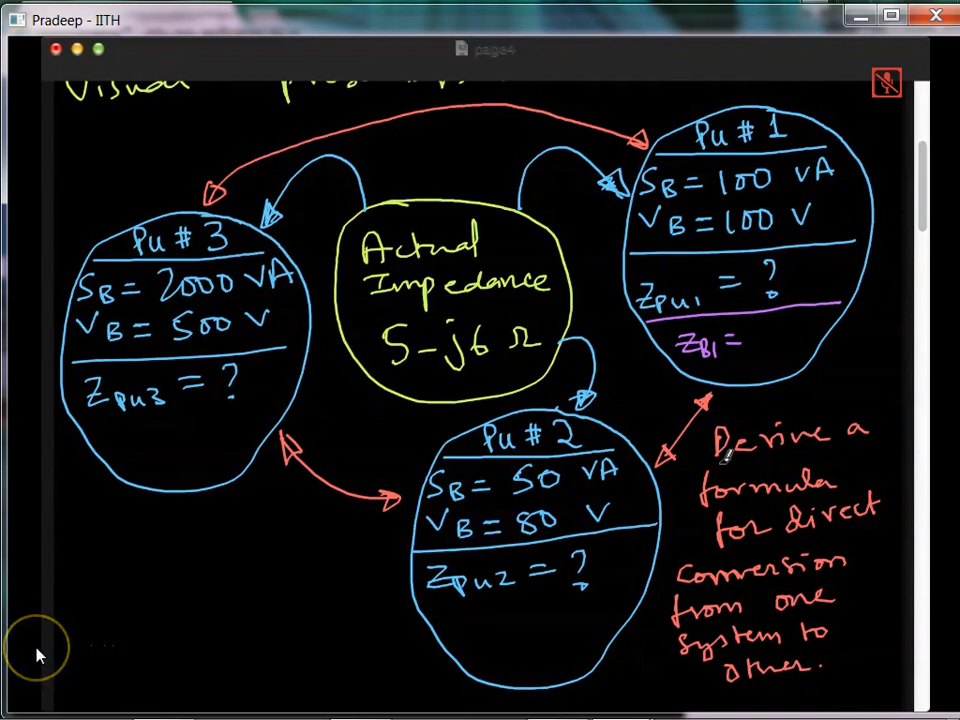 Pradeep - IITH
page4
Visual
Pu # 1
SB = 100 VA
VB = 100 V
Zpu1 = ?
ZB1 =
Pu # 3
SB = 2000 VA
VB = 500 V
Zpu3 = ?
Actual
Impedance
5-j6 Ω
Pu # 2
SB = 50 VA
VB = 80 V
Zpu2 = ?
Derive a
formula
for direct
conversion
from one
system to
other.